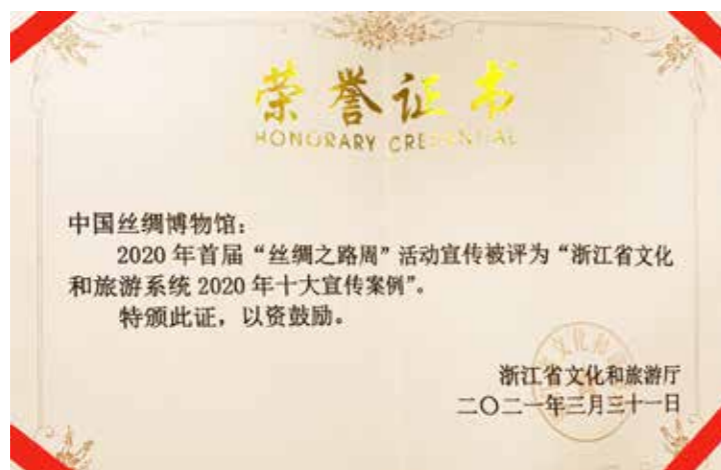 荣誉证书
HONORARY CREDENTIAL
中国丝绸博物馆：
2020 年首届“丝绸之路周”活动宣传被评为“浙江省文化
和旅游系统 2020 年十大宣传案例”。
特颁此证，以资鼓励。
浙江省文化和旅游厅
二〇二一年三月三十一日